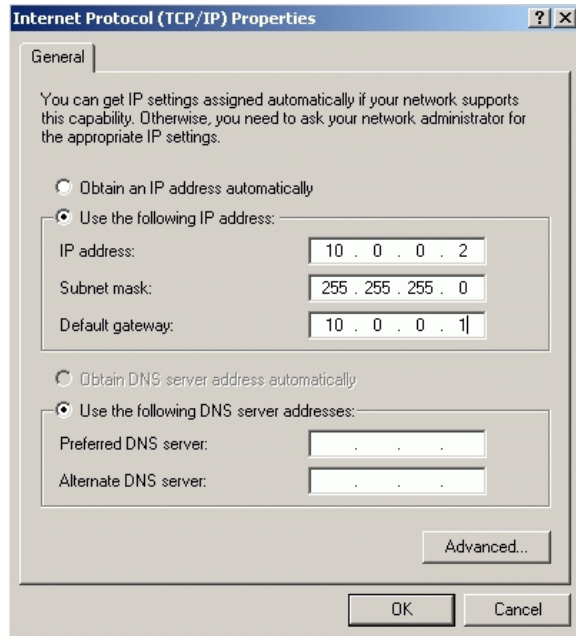 Internet Protocol (TCP/IP) Properties
General
You can get IP settings assigned automatically if your network supports
this capability. Otherwise, you need to ask your network administrator for
the appropriate IP settings.
Obtain an IP address automatically
Use the following IP address:
IP address: 10 . 0 . 0 . 2
Subnet mask: 255 . 255 . 255 . 0
Default gateway: 10 . 0 . 0 . 1
Obtain DNS server address automatically
Use the following DNS server addresses:
Preferred DNS server: . . .
Alternate DNS server: . . .
Advanced...
OK Cancel